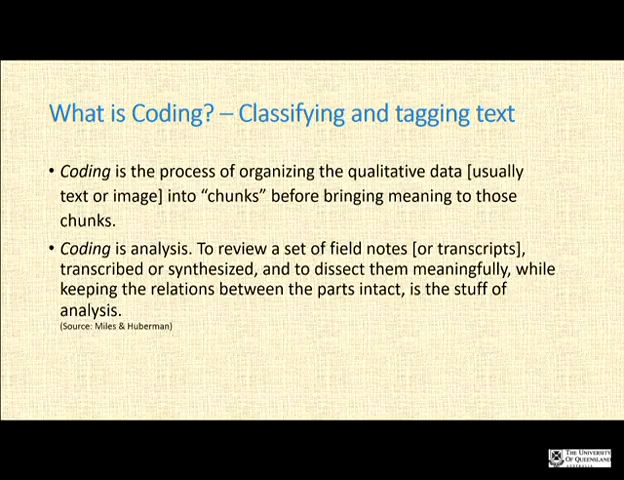 What is Coding? – Classifying and tagging text
• Coding is the process of organizing the qualitative data [usually
text or image] into “chunks” before bringing meaning to those
chunks.
• Coding is analysis. To review a set of field notes [or transcripts],
transcribed or synthesized, and to dissect them meaningfully, while
keeping the relations between the parts intact, is the stuff of
analysis.
(Source: Miles & Huberman)
THE UNIVERSITY
OF QUEENSLAND
AUSTRALIA